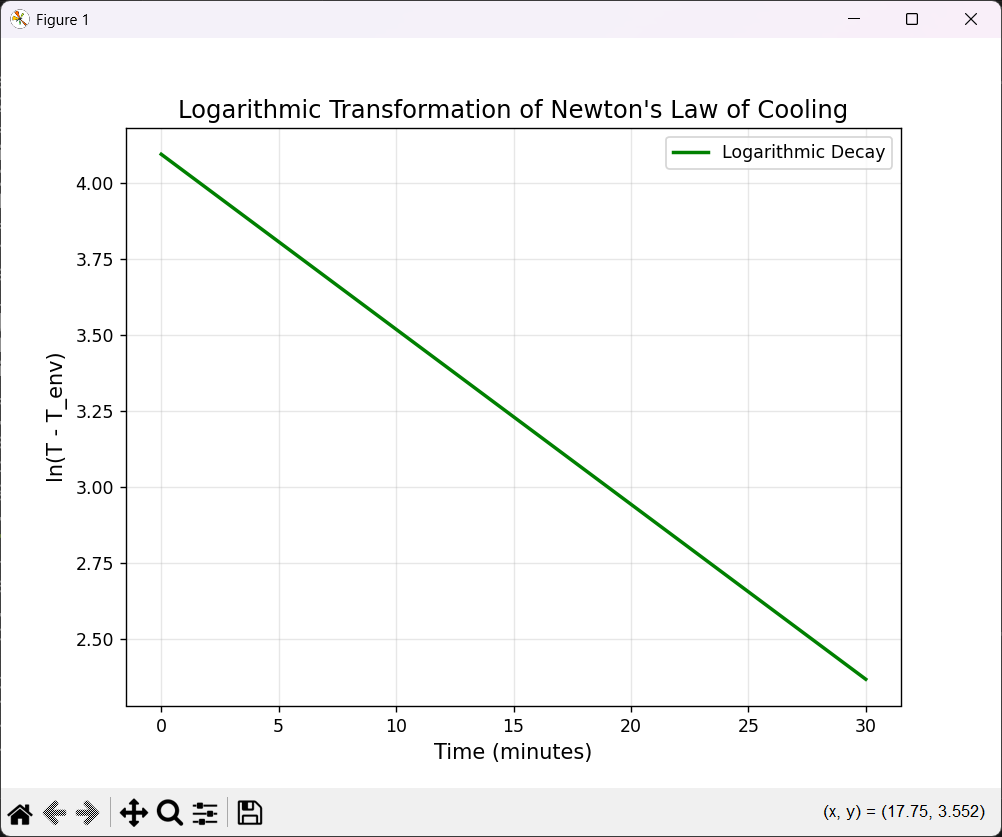 Figure 1
Logarithmic Transformation of Newton's Law of Cooling
Logarithmic Decay
ln(T - T_env)
4.00
3.75
3.50
3.25
3.00
2.75
2.50
0 5 10 15 20 25 30
Time (minutes)
(x, y) = (17.75, 3.552)